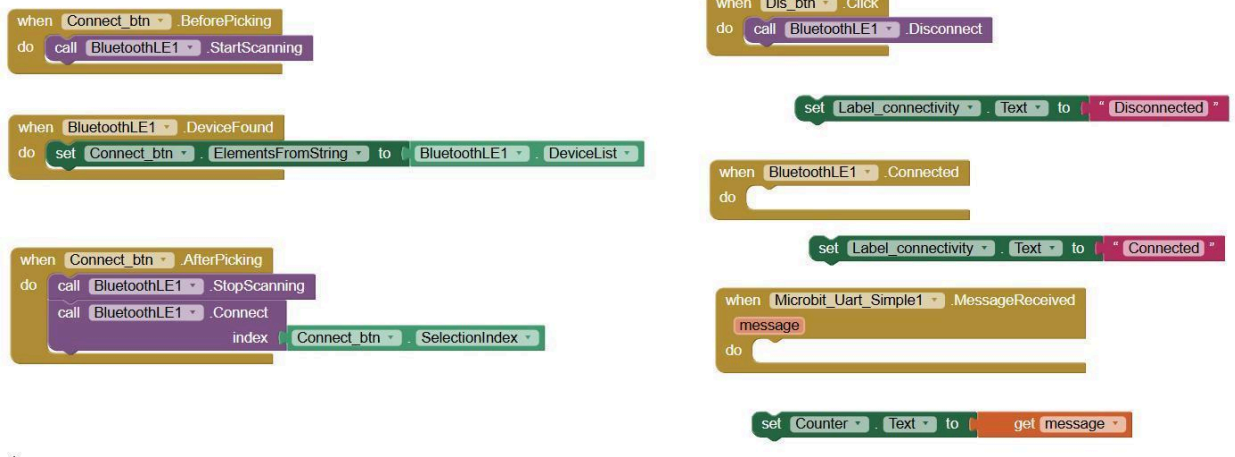 when Connect_btn .BeforePicking
do call BluetoothLE1 .StartScanning
when BluetoothLE1 .DeviceFound
do set Connect_btn . ElementsFromString to BluetoothLE1 . DeviceList
when Connect_btn .AfterPicking
do call BluetoothLE1 .StopScanning
call BluetoothLE1 .Connect
index Connect_btn . SelectionIndex
when Dis_btn .Click
do call BluetoothLE1 .Disconnect
set Label_connectivity . Text to " Disconnected "
when BluetoothLE1 .Connected
do
set Label_connectivity . Text to " Connected "
when Microbit_Uart_Simple1 .MessageReceived
message
do
set Counter . Text to get message